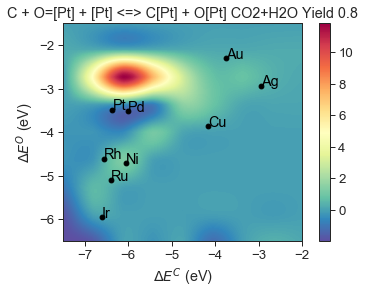 C + O=[Pt] + [Pt] <=> C[Pt] + O[Pt] CO2+H2O Yield 0.8
−2
−3
−4
−5
−6
ΔE^O (eV)
Au
Ag
Pt
Pd
Cu
Rh
Ni
Ru
Ir
−7
−6
−5
−4
−3
−2
ΔE^C (eV)
10
8
6
4
2
0